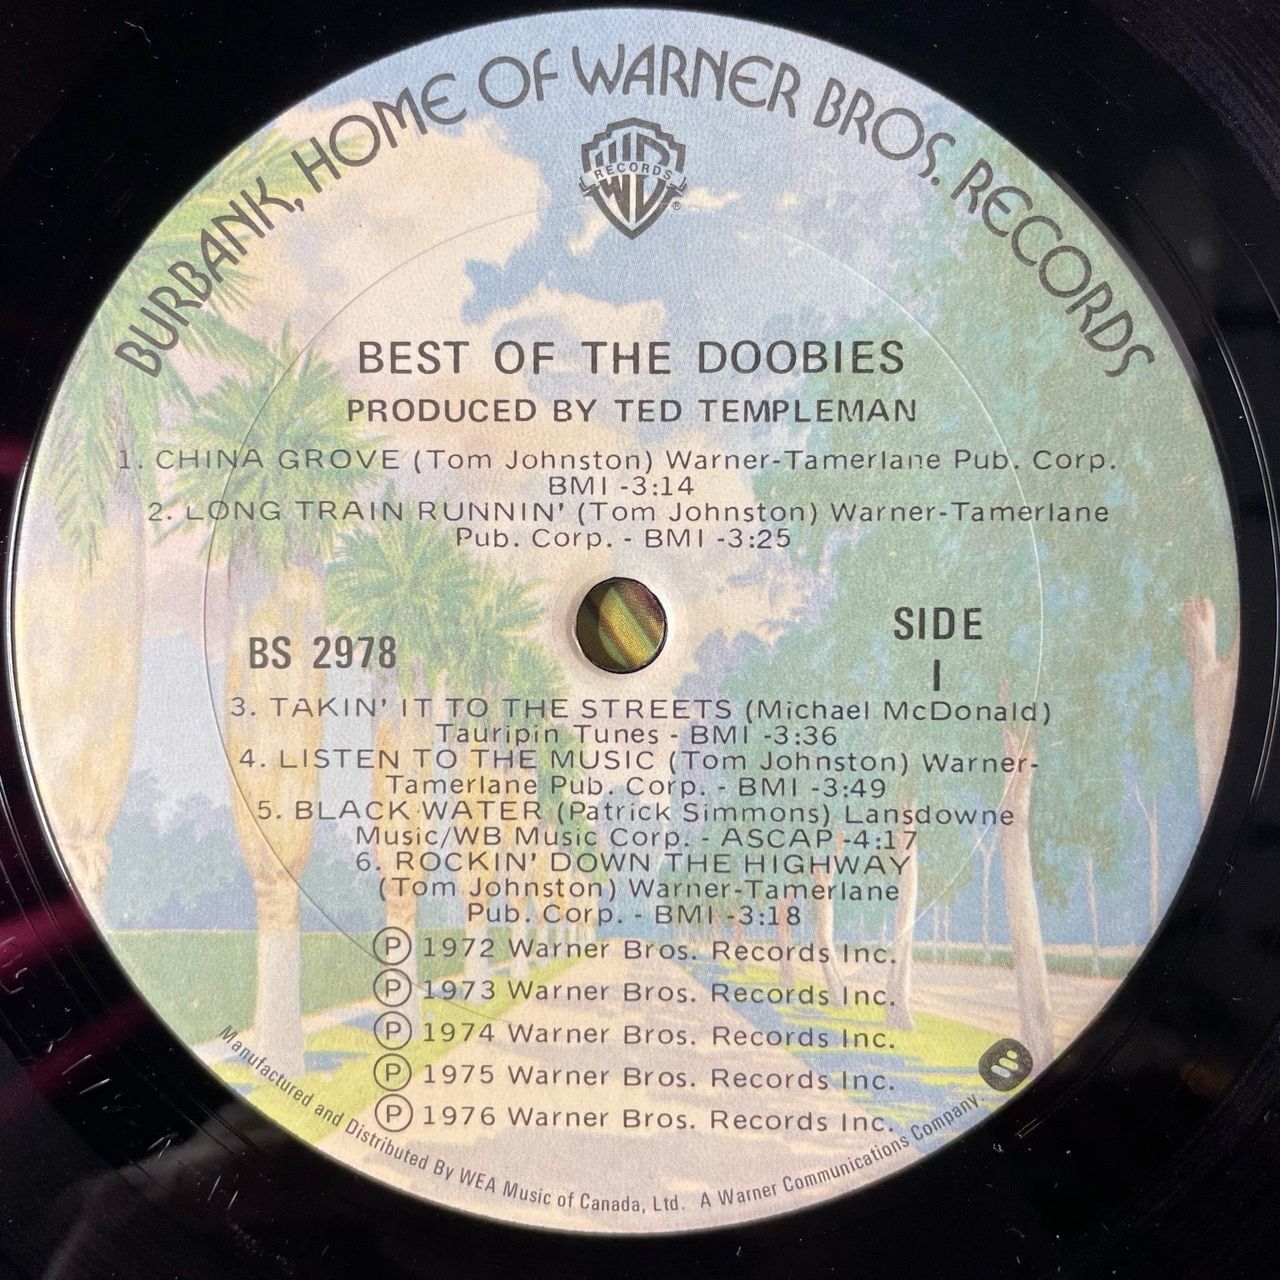 BURBANK, HOME OF WARNER BROS. RECORDS
RECORDS
®
BEST OF THE DOOBIES
PRODUCED BY TED TEMPLEMAN
1. CHINA GROVE (Tom Johnston) Warner-Tamerlane Pub. Corp.
BMI -3:14
2. LONG TRAIN RUNNIN' (Tom Johnston) Warner-Tamerlane
Pub. Corp. - BMI -3:25
BS 2978
SIDE
I
3. TAKIN' IT TO THE STREETS (Michael McDonald)
Tauripin Tunes - BMI -3:36
4. LISTEN TO THE MUSIC (Tom Johnston) Warner-
Tamerlane Pub. Corp. - BMI -3:49
5. BLACK WATER (Patrick Simmons) Lansdowne
Music/WB Music Corp. - ASCAP -4:17
6. ROCKIN' DOWN THE HIGHWAY
(Tom Johnston) Warner-Tamerlane
Pub. Corp. - BMI -3:18
Ⓟ 1972 Warner Bros. Records Inc.
Ⓟ 1973 Warner Bros. Records Inc.
Ⓟ 1974 Warner Bros. Records Inc.
Ⓟ 1975 Warner Bros. Records Inc.
Ⓟ 1976 Warner Bros. Records Inc.
Manufactured and Distributed By WEA Music of Canada, Ltd. A Warner Communications Company.